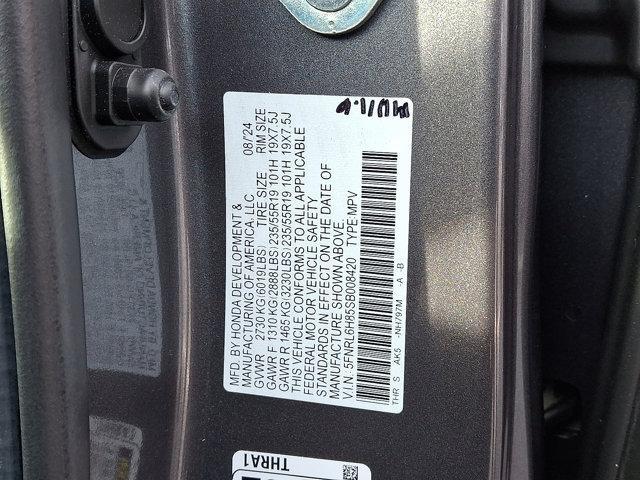 MFD. BY HONDA DEVELOPMENT & 08/'24
MANUFACTURING OF AMERICA, LLC.
GVWR 2730 KG(6019LBS) TIRE SIZE RIM SIZE
GAWR F 1310 KG(2888LBS)235/55R19 101H 19X7.5J
GAWR R 1465 KG(3230LBS)235/55R19 101H 19X7.5J
THIS VEHICLE CONFORMS TO ALL APPLICABLE
FEDERAL MOTOR VEHICLE SAFETY
STANDARDS IN EFFECT ON THE DATE OF
MANUFACTURE SHOWN ABOVE.
V.I.N.: 5FNRL6H85SB008420 TYPE:MPV
THR S AK5 -NH797M -A -B
THRA1